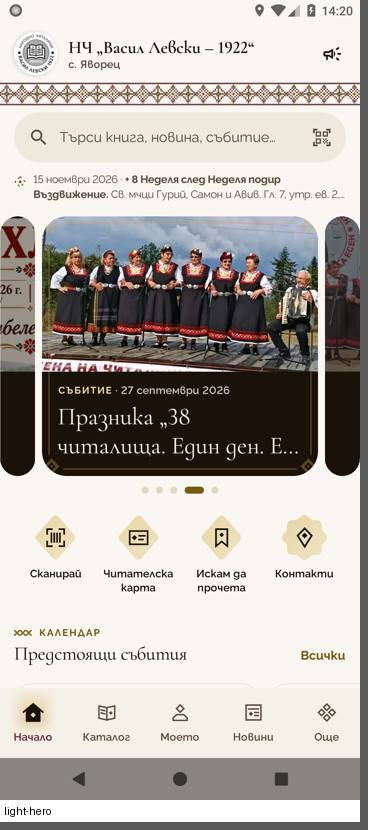 14:20
НЧ „Васил Левски – 1922“
с. Яворец
Търси книга, новина, събитие...
15 ноември 2026 · + 8 Неделя след Неделя подир
Въздвижение. Св. мчци Гурий, Самон и Авив. Гл. 7, утр. ев. 2,...
26 г.
СЪБИТИЕ · 27 септември 2026
Празника „38
читалища. Един ден. Е...
Сканирай
Читателска
карта
Искам да
прочета
Контакти
КАЛЕНДАР
Предстоящи събития
Всички
Начало
Каталог
Моето
Новини
Още
light-hero